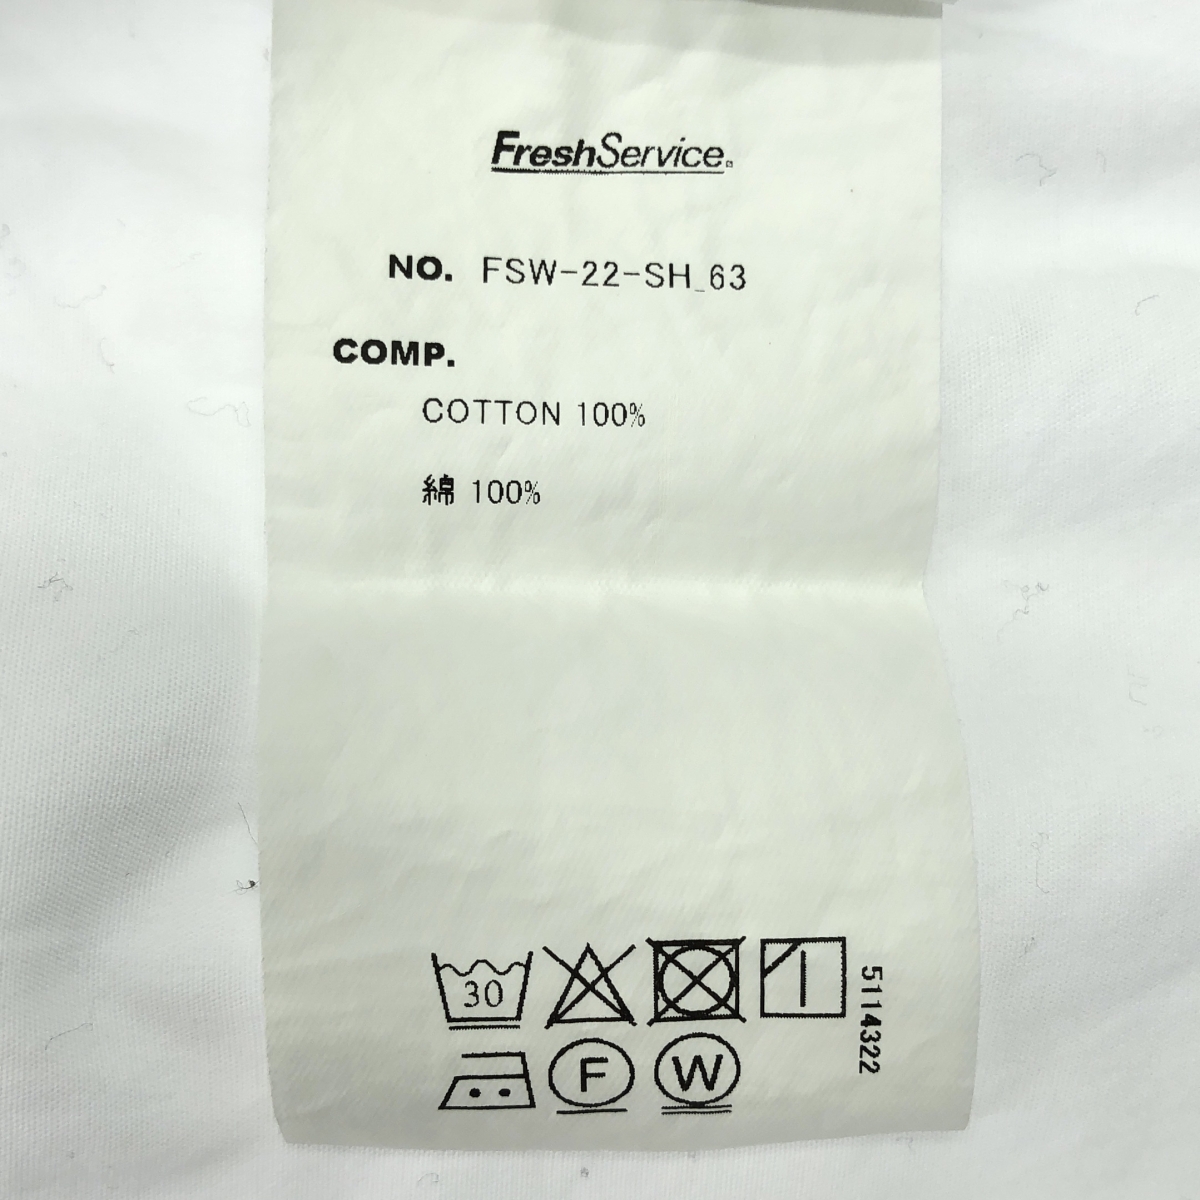 FreshService®
NO. FSW-22-SH_63
COMP.
COTTON 100%
綿 100%
30
F
W
5114322